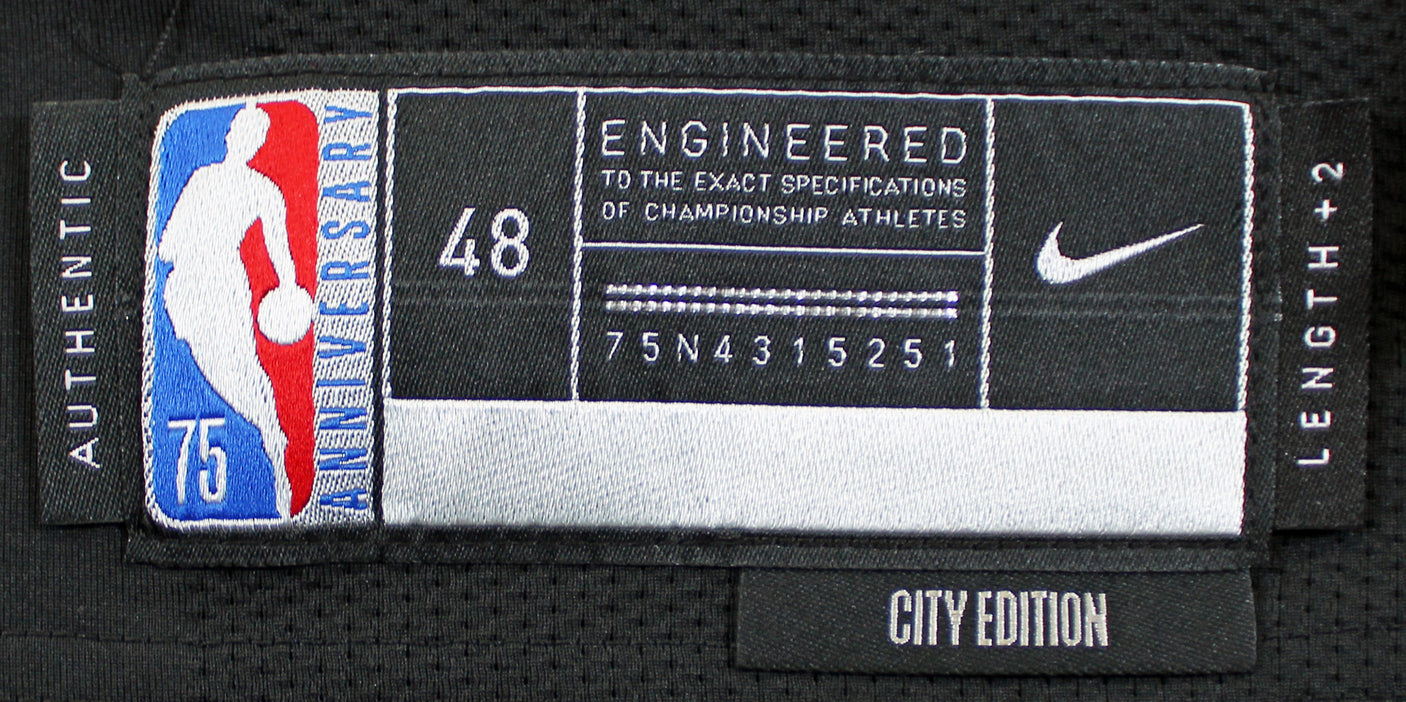 AUTHENTIC
75
ANNIVERSARY
48
ENGINEERED
TO THE EXACT SPECIFICATIONS
OF CHAMPIONSHIP ATHLETES
75N4315251
LENGTH +2
CITY EDITION